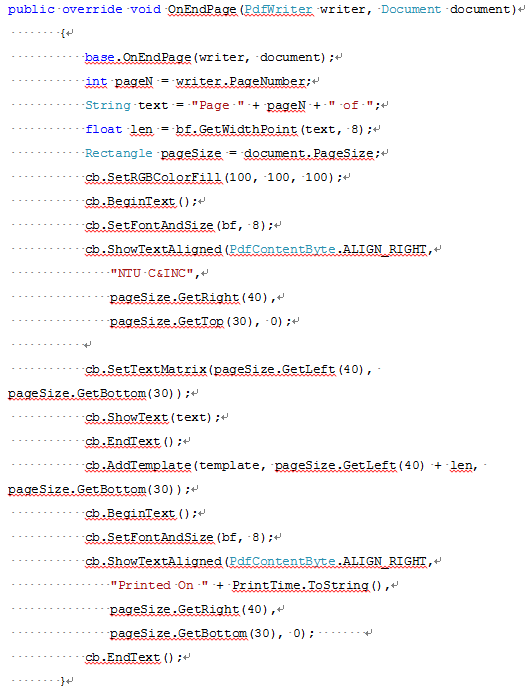 public override void OnEndPage(PdfWriter writer, Document document)
{
base.OnEndPage(writer, document);
int pageN = writer.PageNumber;
String text = "Page " + pageN + " of ";
float len = bf.GetWidthPoint(text, 8);
Rectangle pageSize = document.PageSize;
cb.SetRGBColorFill(100, 100, 100);
cb.BeginText();
cb.SetFontAndSize(bf, 8);
cb.ShowTextAligned(PdfContentByte.ALIGN_RIGHT,
"NTU C&INC",
pageSize.GetRight(40),
pageSize.GetTop(30), 0);
cb.SetTextMatrix(pageSize.GetLeft(40),
pageSize.GetBottom(30));
cb.ShowText(text);
cb.EndText();
cb.AddTemplate(template, pageSize.GetLeft(40) + len,
pageSize.GetBottom(30));
cb.BeginText();
cb.SetFontAndSize(bf, 8);
cb.ShowTextAligned(PdfContentByte.ALIGN_RIGHT,
"Printed On " + PrintTime.ToString(),
pageSize.GetRight(40),
pageSize.GetBottom(30), 0);
cb.EndText();
}